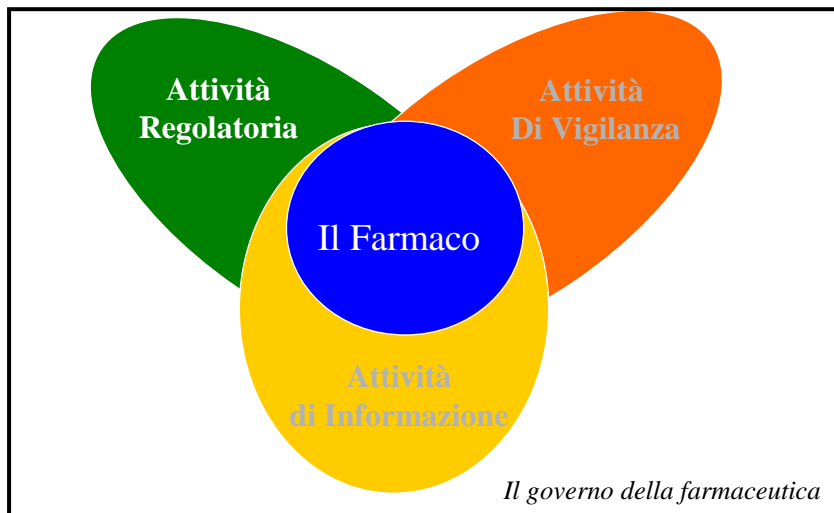 Attività
Regolatoria
Attività
Di Vigilanza
Il Farmaco
Attività
di Informazione
Il governo della farmaceutica